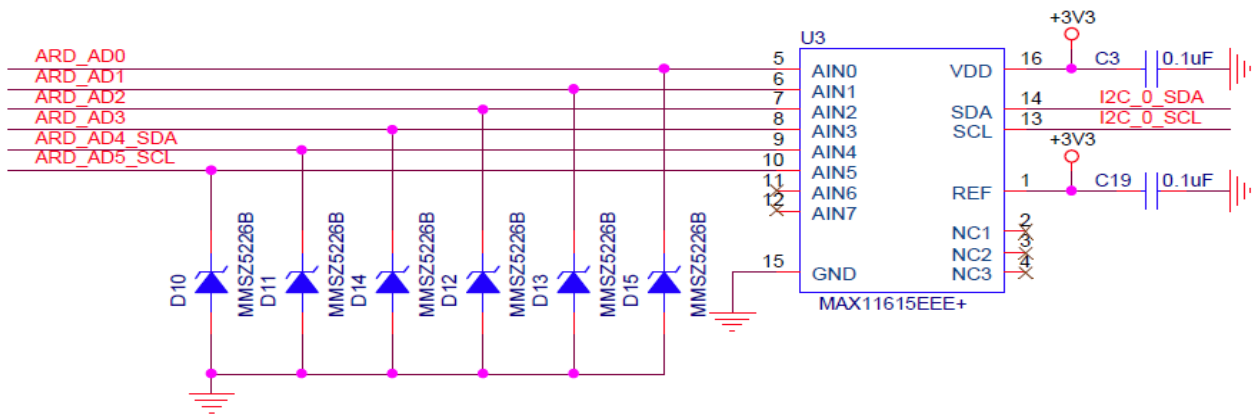 +3V3
U3
ARD_AD0 5 AIN0 VDD 16 C3 0.1uF
ARD_AD1 6 AIN1
ARD_AD2 7 AIN2 SDA 14 I2C_0_SDA
ARD_AD3 8 AIN3 SCL 13 I2C_0_SCL
ARD_AD4_SDA 9 AIN4 +3V3
ARD_AD5_SCL 10 AIN5
11 AIN6 REF 1 C19 0.1uF
12 AIN7
NC1 2
NC2 3
15 GND NC3 4
MAX11615EEE+
D10 MMSZ5226B
D11 MMSZ5226B
D14 MMSZ5226B
D12 MMSZ5226B
D13 MMSZ5226B
D15 MMSZ5226B